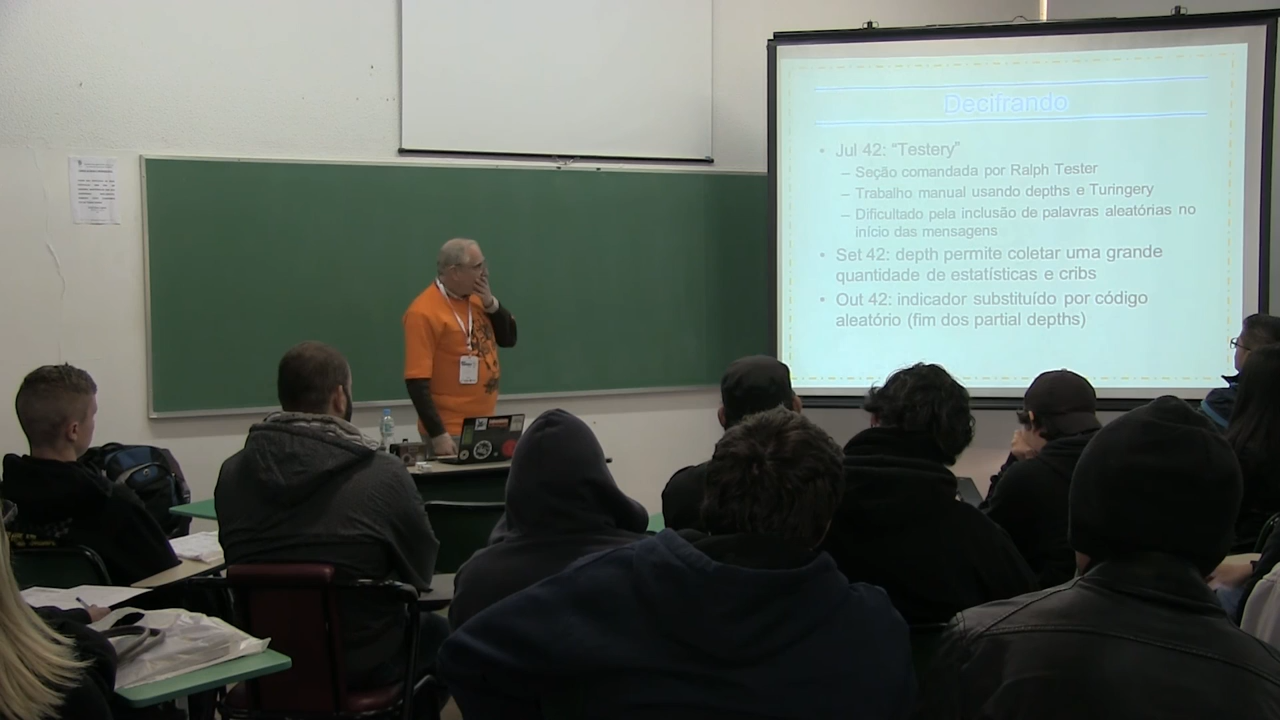 Decifrando
• Jul 42: “Testery”
– Seção comandada por Ralph Tester
– Trabalho manual usando depths e Turingery
– Dificultado pela inclusão de palavras aleatórias no
início das mensagens
• Set 42: depth permite coletar uma grande
quantidade de estatísticas e cribs
• Out 42: indicador substituído por código
aleatório (fim dos partial depths)